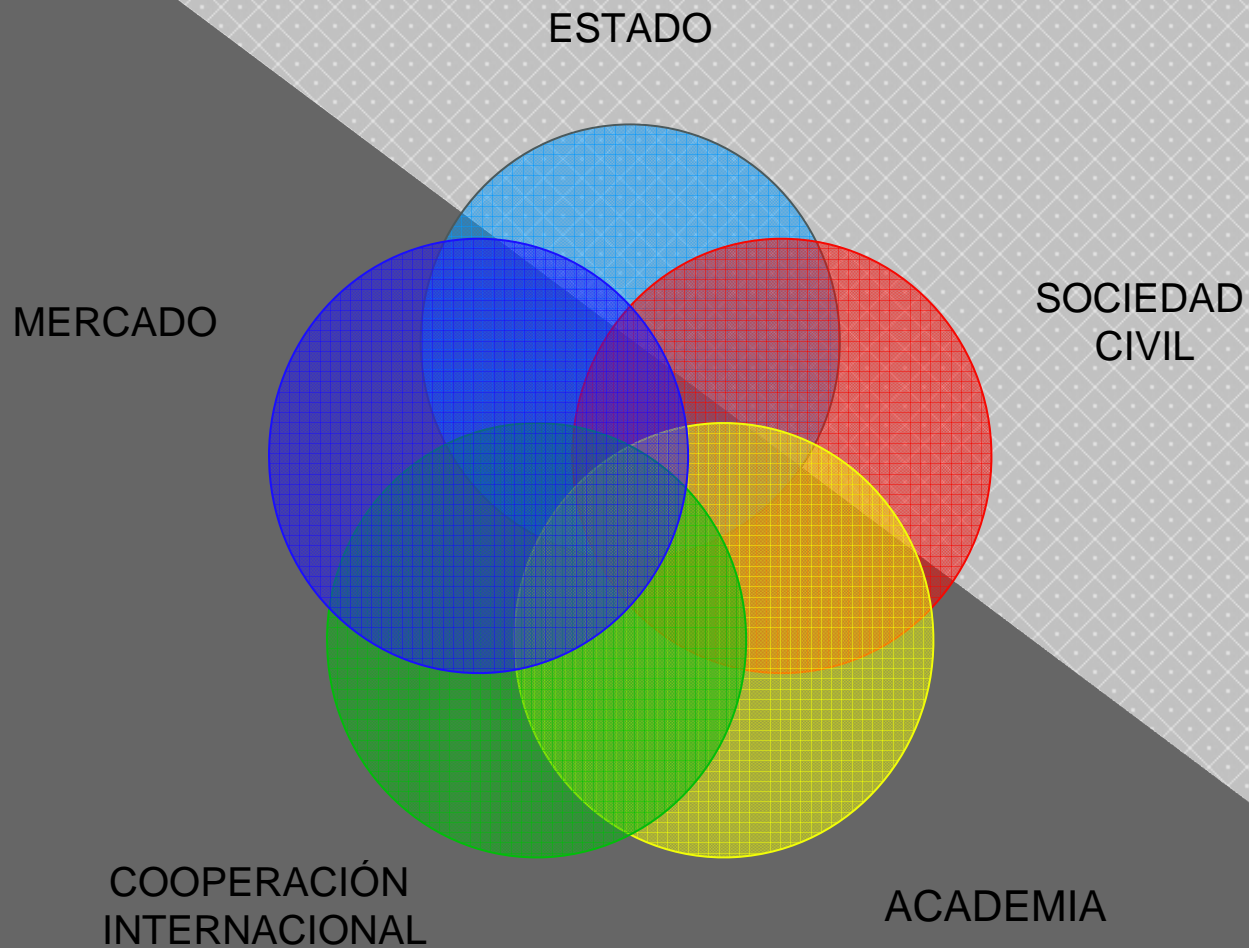 ESTADO
MERCADO
SOCIEDAD
CIVIL
COOPERACIÓN
INTERNACIONAL
ACADEMIA